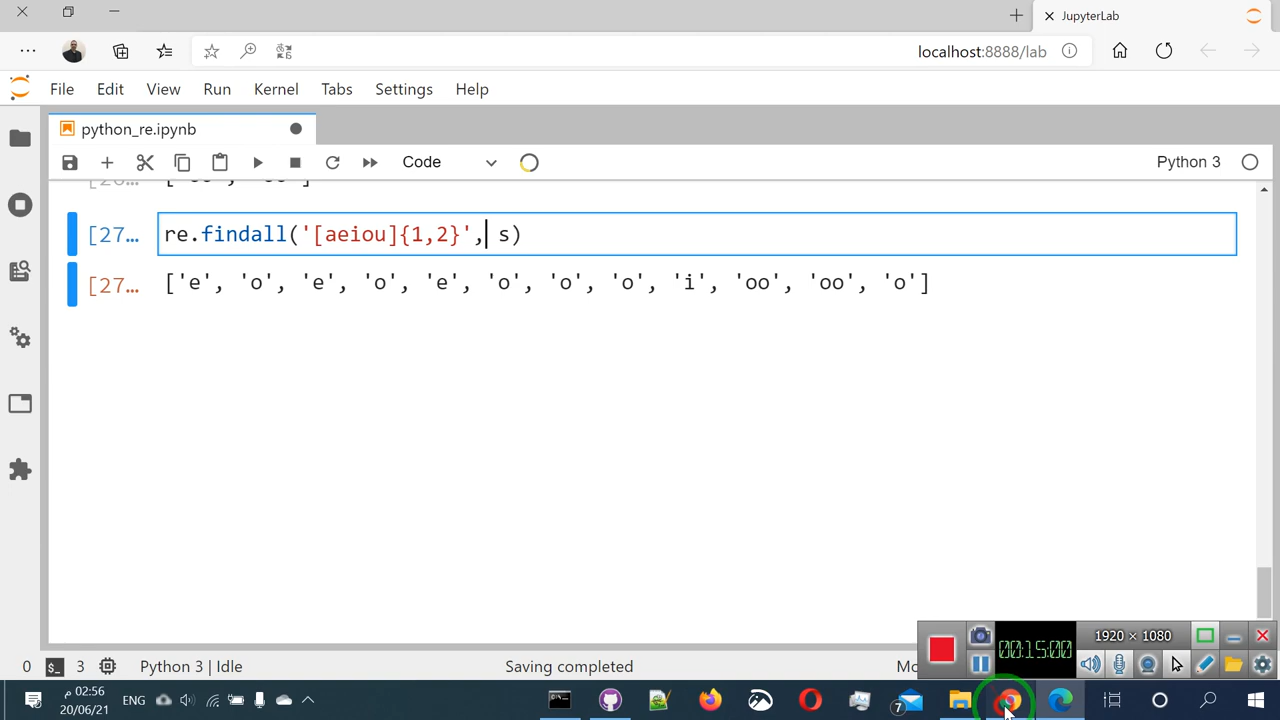 JupyterLab
localhost:8888/lab
File Edit View Run Kernel Tabs Settings Help
python_re.ipynb
Code
Python 3
[27… re.findall('[aeiou]{1,2}', s)
[27… ['e', 'o', 'e', 'o', 'e', 'o', 'o', 'o', 'i', 'oo', 'oo', 'o']
00:15:00
1920 × 1080
0
3
Python 3 | Idle
Saving completed
02:56 م
20/06/21
ENG
7